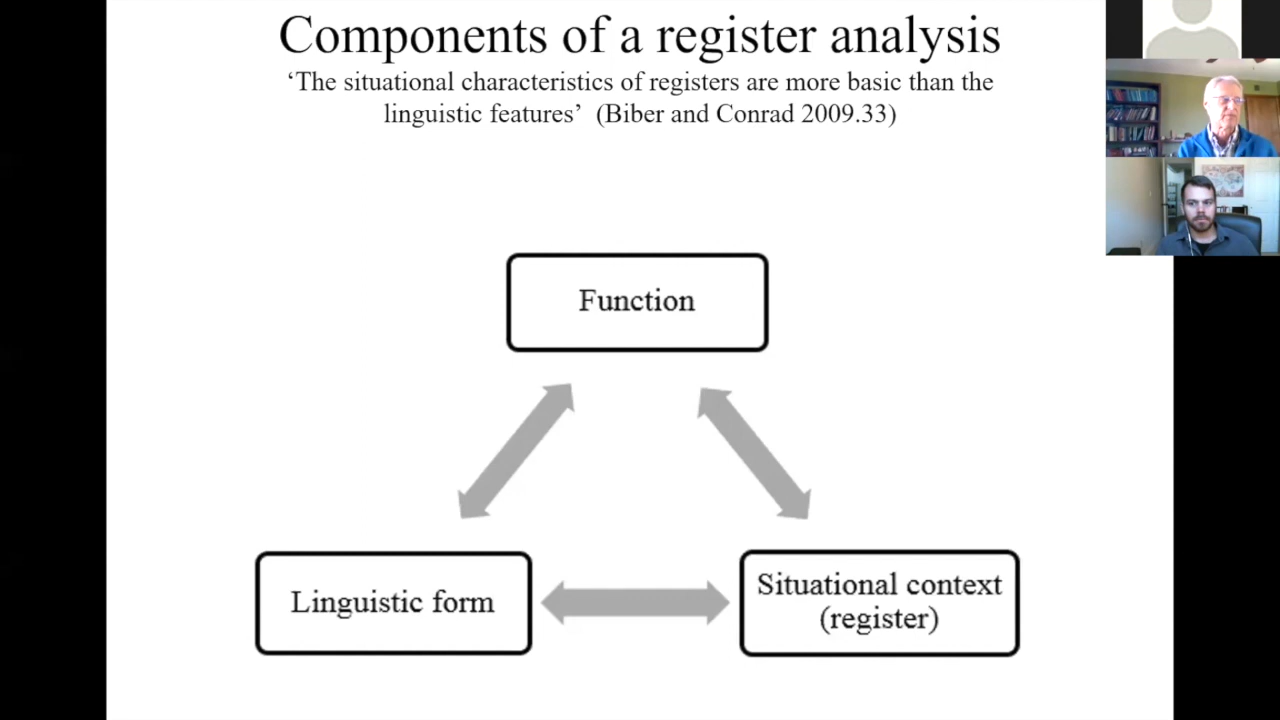 Components of a register analysis
‘The situational characteristics of registers are more basic than the
linguistic features’ (Biber and Conrad 2009.33)
Function
Linguistic form
Situational context
(register)